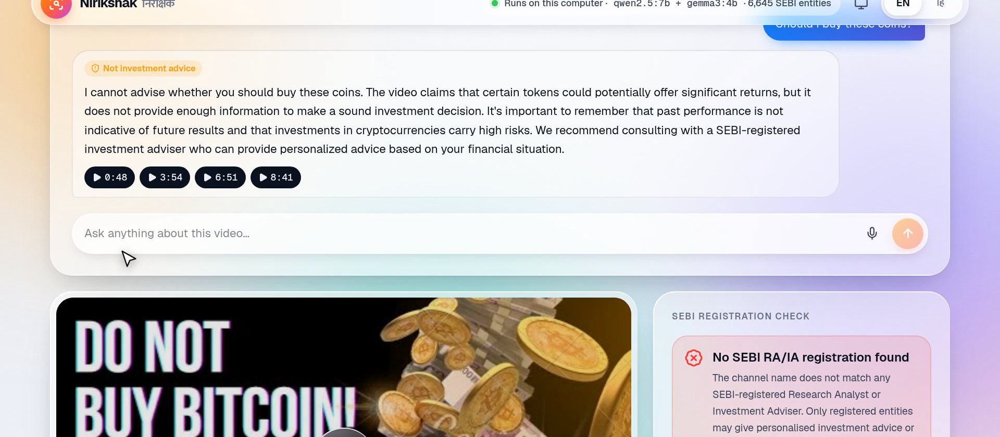 Nirikshak निरीक्षक
Runs on this computer · qwen2.5:7b + gemma3:4b · 6,645 SEBI entities
EN
हि
Should I buy these coins?
Not investment advice
I cannot advise whether you should buy these coins. The video claims that certain tokens could potentially offer significant returns, but it
does not provide enough information to make a sound investment decision. It's important to remember that past performance is not
indicative of future results and that investments in cryptocurrencies carry high risks. We recommend consulting with a SEBI-registered
investment adviser who can provide personalized advice based on your financial situation.
0:48 3:54 6:51 8:41
Ask anything about this video...
DO NOT
BUY BITCOIN!
SEBI REGISTRATION CHECK
No SEBI RA/IA registration found
The channel name does not match any
SEBI-registered Research Analyst or
Investment Adviser. Only registered entities
may give personalised investment advice or